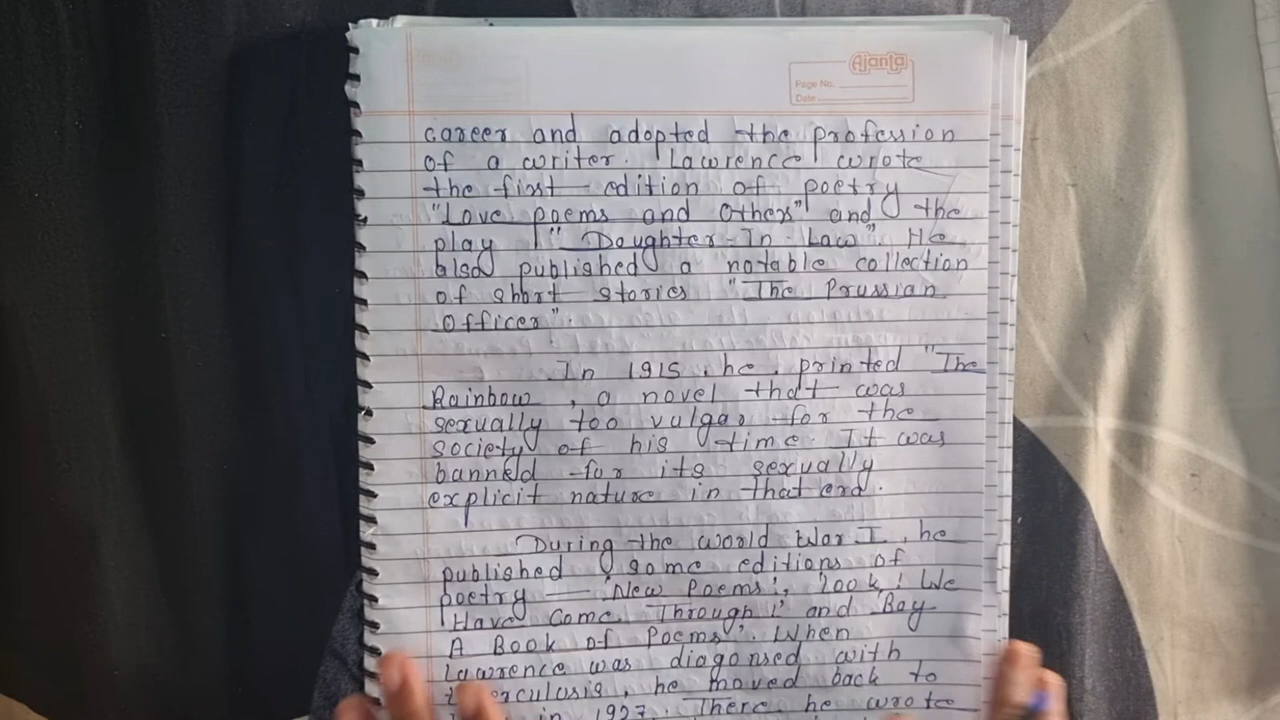 Ajanta
Page No.
Date
career and adopted the profession
of a writer. Lawrence wrote
the first edition of poetry
"Love poems and Others" and the
play "Daughter-In-Law". He
also published a notable collection
of short stories "The Prussian
Officer".
In 1915, he printed "The
Rainbow, a novel that was
sexually too vulgar for the
society of his time. It was
banned for its sexually
explicit nature in that era.
During the world War I, he
published some editions of
poetry — 'New Poems', 'Look! We
Have Come Through!' and 'Bay
A Book of Poems'. When
Lawrence was diagonsed with
he moved back to
in 1927. There he wrote